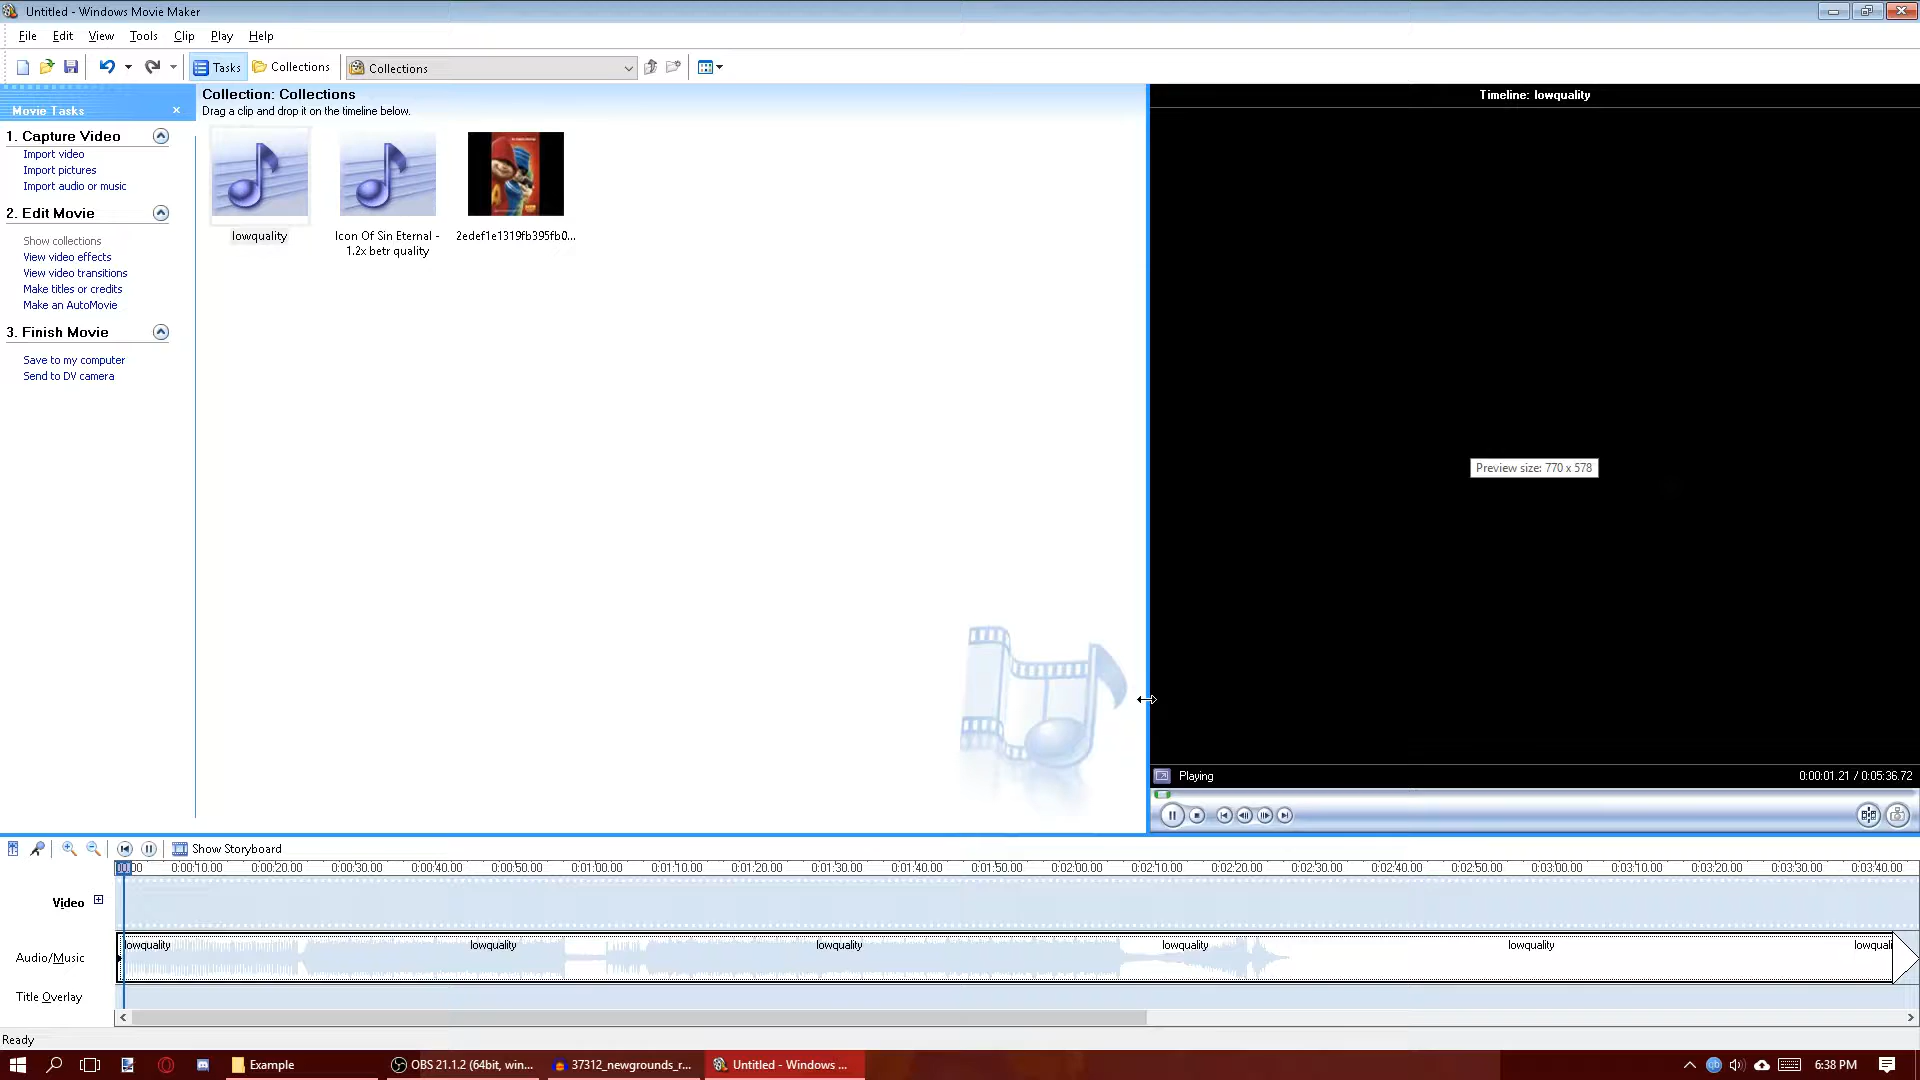 Untitled - Windows Movie Maker
File Edit View Tools Clip Play Help
Tasks Collections Collections
Movie Tasks
1. Capture Video
Import video
Import pictures
Import audio or music
2. Edit Movie
Show collections
View video effects
View video transitions
Make titles or credits
Make an AutoMovie
3. Finish Movie
Save to my computer
Send to DV camera
Collection: Collections
Drag a clip and drop it on the timeline below.
lowquality
Icon Of Sin Eternal -
1.2x betr quality
2edef1e1319fb395fb0...
Timeline: lowquality
Preview size: 770 x 578
Playing 0:00:01.21 / 0:05:36.72
Show Storyboard
0:00:10.00 0:00:20.00 0:00:30.00 0:00:40.00 0:00:50.00 0:01:00.00 0:01:10.00 0:01:20.00 0:01:30.00 0:01:40.00 0:01:50.00 0:02:00.00 0:02:10.00 0:02:20.00 0:02:30.00 0:02:40.00 0:02:50.00 0:03:00.00 0:03:10.00 0:03:20.00 0:03:30.00 0:03:40.00
Video
Audio/Music
lowquality lowquality lowquality lowquality lowquality lowquali
Title Overlay
Ready
Example OBS 21.1.2 (64bit, win... 37312_newgrounds_r... Untitled - Windows ... 6:38 PM